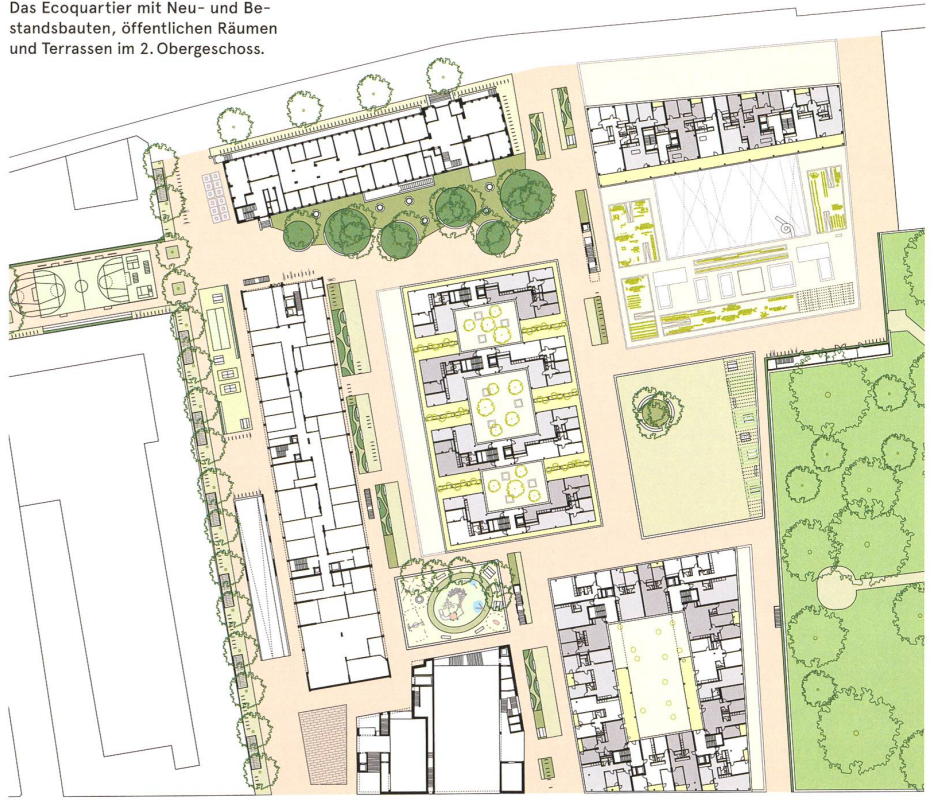 Das Ecoquartier mit Neu- und Be-
standsbauten, öffentlichen Räumen
und Terrassen im 2. Obergeschoss.